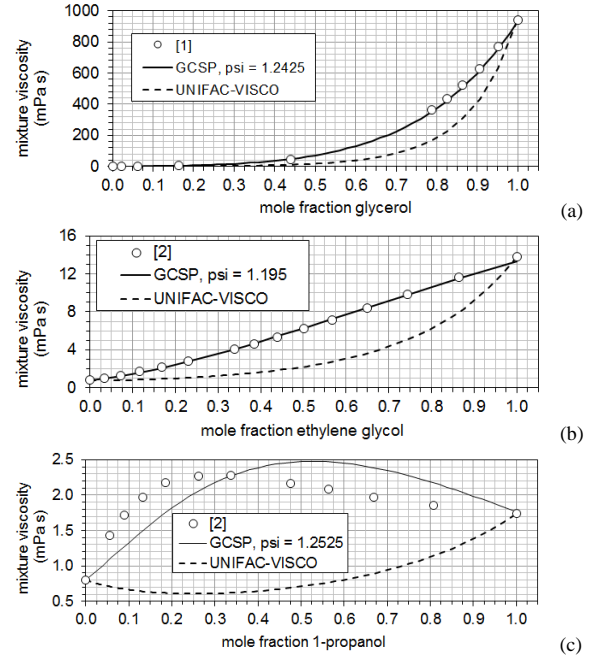 1000
800
600
400
200
0
mixture viscosity
(mPa s)
[1]
GCSP, psi = 1.2425
UNIFAC-VISCO
0.0 0.1 0.2 0.3 0.4 0.5 0.6 0.7 0.8 0.9 1.0
mole fraction glycerol
(a)
16
12
8
4
0
mixture viscosity
(mPa s)
[2]
GCSP, psi = 1.195
UNIFAC-VISCO
0.0 0.1 0.2 0.3 0.4 0.5 0.6 0.7 0.8 0.9 1.0
mole fraction ethylene glycol
(b)
2.5
2.0
1.5
1.0
0.5
mixture viscosity
(mPa s)
[2]
GCSP, psi = 1.2525
UNIFAC-VISCO
0.0 0.1 0.2 0.3 0.4 0.5 0.6 0.7 0.8 0.9 1.0
mole fraction 1-propanol
(c)